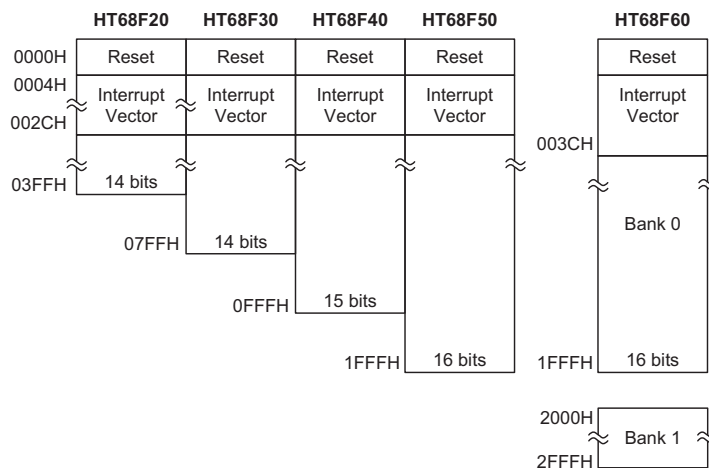 HT68F20 HT68F30 HT68F40 HT68F50 HT68F60
0000H Reset Reset Reset Reset Reset
0004H
Interrupt Vector Interrupt Vector Interrupt Vector Interrupt Vector Interrupt Vector
002CH
003CH
03FFH 14 bits
Bank 0
07FFH 14 bits
0FFFH 15 bits
1FFFH 16 bits 1FFFH 16 bits
2000H
Bank 1
2FFFH